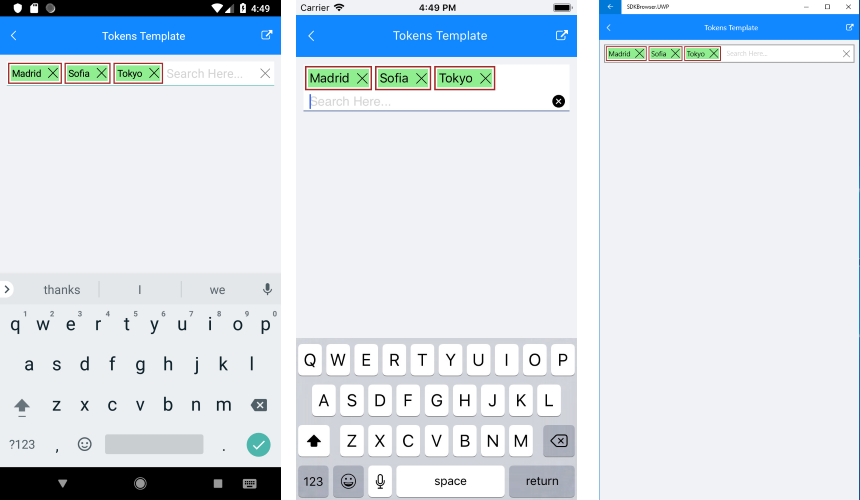 4:49
Tokens Template
Madrid Sofia Tokyo Search Here...
thanks I we
1 2 3 4 5 6 7 8 9 0
q w e r t y u i o p
a s d f g h j k l
z x c v b n m
?123 , .
Carrier 4:49 PM
Tokens Template
Madrid Sofia Tokyo
Search Here...
Q W E R T Y U I O P
A S D F G H J K L
Z X C V B N M
123 space return
SDKBrowser.UWP
Tokens Template
Madrid Sofia Tokyo Search Here...